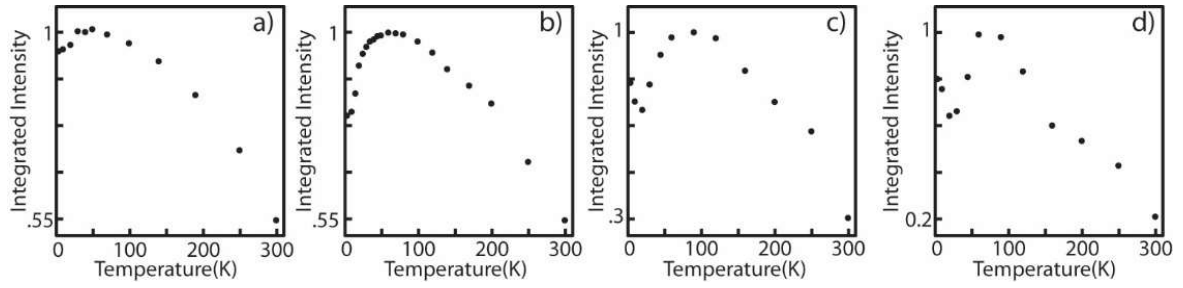 a)
1
.55
Integrated Intensity
0 100 200 300
Temperature(K)
b)
1
.55
Integrated Intensity
0 100 200 300
Temperature(K)
c)
1
.3
Integrated Intensity
0 100 200 300
Temperature(K)
d)
1
0.2
Integrated Intensity
0 100 200 300
Temperature(K)